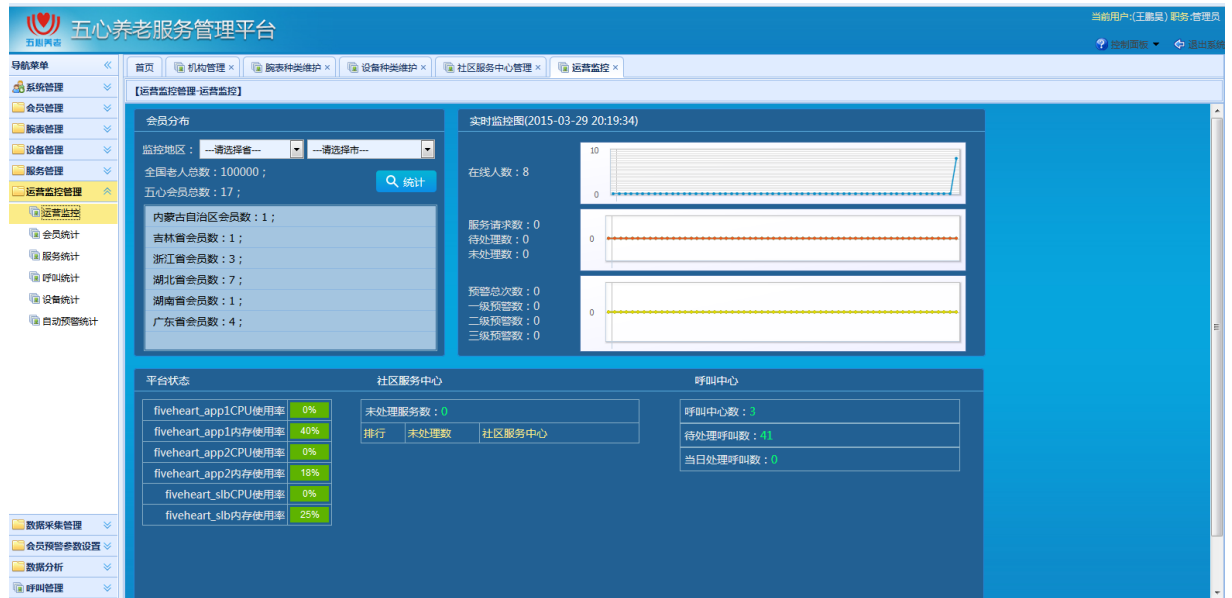 当前用户:(王鹏昊) 职务:管理员
五心养老
五心养老服务管理平台
控制面板
退出系统
导航菜单
首页 机构管理 × 腕表种类维护 × 设备种类维护 × 社区服务中心管理 × 运营监控 ×
系统管理
会员管理
腕表管理
设备管理
服务管理
运营监控管理
运营监控
会员统计
服务统计
呼叫统计
设备统计
自动预警统计
数据采集管理
会员预警参数设置
数据分析
呼叫管理
【运营监控管理-运营监控】
会员分布
监控地区： ---请选择省--- ---请选择市---
全国老人总数：100000；
五心会员总数：17；
统计
内蒙古自治区会员数：1；
吉林省会员数：1；
浙江省会员数：3；
湖北省会员数：7；
湖南省会员数：1；
广东省会员数：4；
实时监控图(2015-03-29 20:19:34)
在线人数：8
10
0
服务请求数：0
待处理数：0
未处理数：0
0
预警总次数：0
一级预警数：0
二级预警数：0
三级预警数：0
0
平台状态
fiveheart_app1CPU使用率 0%
fiveheart_app1内存使用率 40%
fiveheart_app2CPU使用率 0%
fiveheart_app2内存使用率 18%
fiveheart_slbCPU使用率 0%
fiveheart_slb内存使用率 25%
社区服务中心
未处理服务数：0
排行 未处理数 社区服务中心
呼叫中心
呼叫中心数：3
待处理呼叫数：41
当日处理呼叫数：0